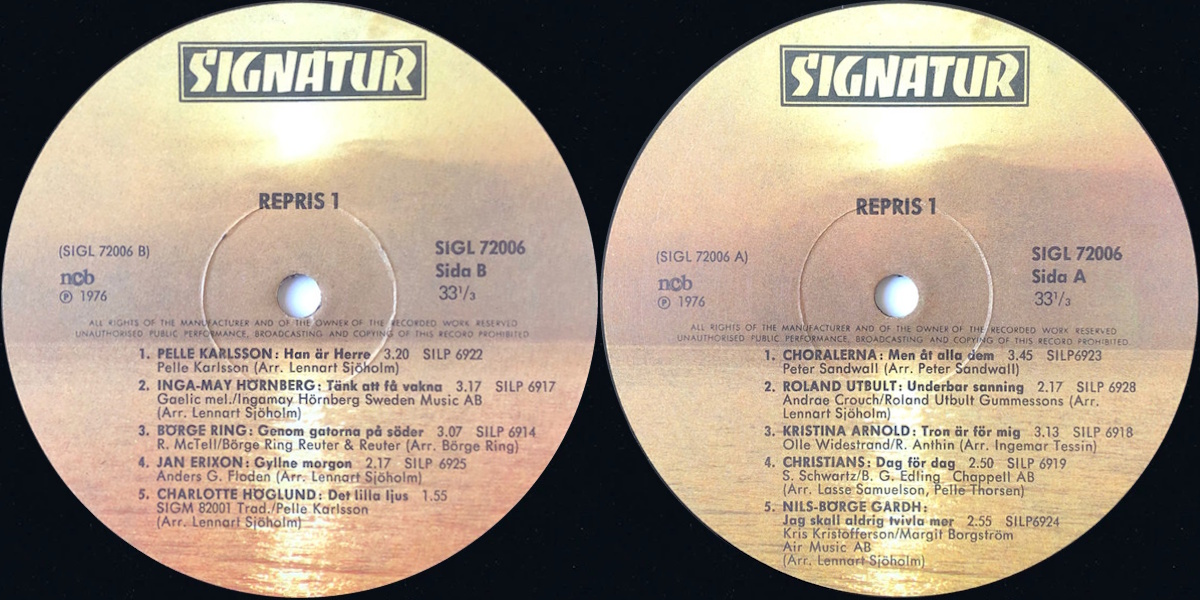 SIGNATUR
REPRIS 1
(SIGL 72006 B)
ncb
Ⓟ 1976
SIGL 72006
Sida B
33 1/3
ALL RIGHTS OF THE MANUFACTURER AND OF THE OWNER OF THE RECORDED WORK RESERVED
UNAUTHORISED PUBLIC PERFORMANCE, BROADCASTING AND COPYING OF THIS RECORD PROHIBITED
1. PELLE KARLSSON: Han är Herre 3.20 SILP 6922
Pelle Karlsson (Arr. Lennart Sjöholm)
2. INGA-MAY HÖRNBERG: Tänk att få vakna 3.17 SILP 6917
Gaelic mel./Ingamay Hörnberg Sweden Music AB
(Arr. Lennart Sjöholm)
3. BÖRGE RING: Genom gatorna på söder 3.07 SILP 6914
R. McTell/Börge Ring Reuter & Reuter (Arr. Börge Ring)
4. JAN ERIXON: Gyllne morgon 2.17 SILP 6925
Anders G. Floden (Arr. Lennart Sjöholm)
5. CHARLOTTE HÖGLUND: Det lilla ljus 1.55
SIGM 82001 Trad./Pelle Karlsson
(Arr. Lennart Sjöholm)
SIGNATUR
REPRIS 1
(SIGL 72006 A)
ncb
Ⓟ 1976
SIGL 72006
Sida A
33 1/3
ALL RIGHTS OF THE MANUFACTURER AND OF THE OWNER OF THE RECORDED WORK RESERVED
UNAUTHORISED PUBLIC PERFORMANCE, BROADCASTING AND COPYING OF THIS RECORD PROHIBITED
1. CHORALERNA: Men åt alla dem 3.45 SILP6923
Peter Sandwall (Arr. Peter Sandwall)
2. ROLAND UTBULT: Underbar sanning 2.17 SILP 6928
Andrae Crouch/Roland Utbult Gummessons (Arr.
Lennart Sjöholm)
3. KRISTINA ARNOLD: Tron är för mig 3.13 SILP 6918
Olle Widestrand/R. Anthin (Arr. Ingemar Tessin)
4. CHRISTIANS: Dag för dag 2.50 SILP 6919
S. Schwartz/B. G. Edling Chappell AB
(Arr. Lasse Samuelson, Pelle Thorsen)
5. NILS-BÖRGE GARDH:
Jag skall aldrig tvivla mer 2.55 SILP6924
Kris Kristofferson/Margit Borgström
Air Music AB
(Arr. Lennart Sjöholm)